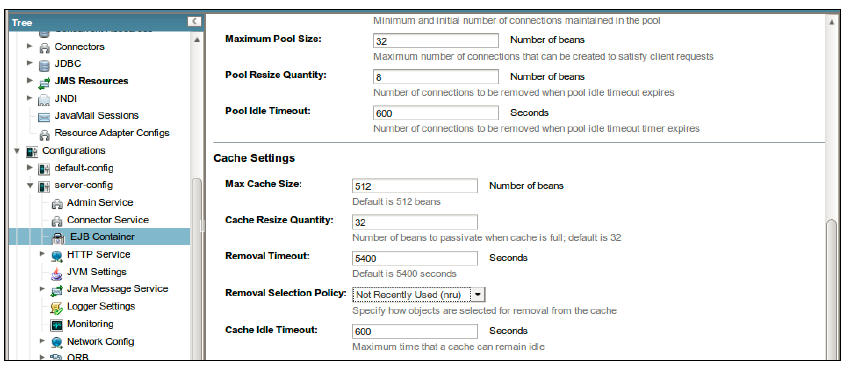 Tree
Connectors
JDBC
JMS Resources
JNDI
JavaMail Sessions
Resource Adapter Configs
Configurations
default-config
server-config
Admin Service
Connector Service
EJB Container
HTTP Service
JVM Settings
Java Message Service
Logger Settings
Monitoring
Network Config
ORB
Minimum and initial number of connections maintained in the pool
Maximum Pool Size: 32 Number of beans
Maximum number of connections that can be created to satisfy client requests
Pool Resize Quantity: 8 Number of beans
Number of connections to be removed when pool idle timeout expires
Pool Idle Timeout: 600 Seconds
Number of connections to be removed when pool idle timeout timer expires
Cache Settings
Max Cache Size: 512 Number of beans
Default is 512 beans
Cache Resize Quantity: 32
Number of beans to passivate when cache is full; default is 32
Removal Timeout: 5400 Seconds
Default is 5400 seconds
Removal Selection Policy: Not Recently Used (nru)
Specify how objects are selected for removal from the cache
Cache Idle Timeout: 600 Seconds
Maximum time that a cache can remain idle